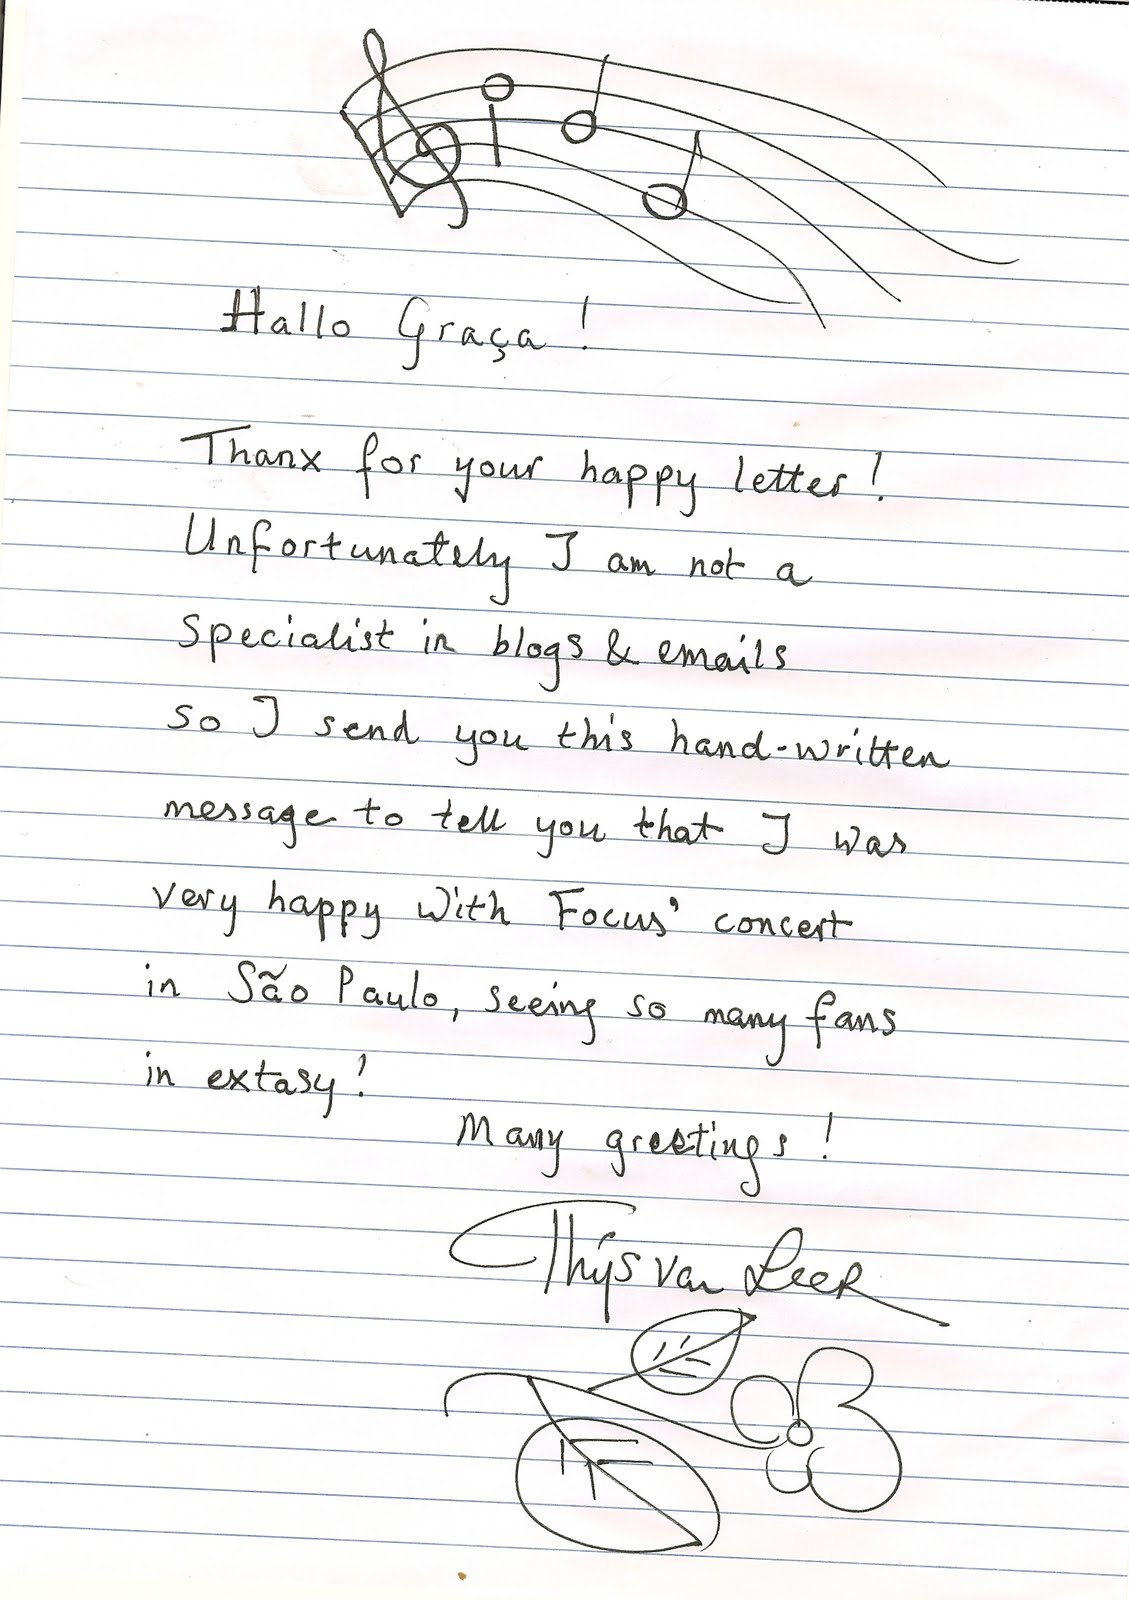 Hallo Graça!
Thanx for your happy letter!
Unfortunately I am not a
specialist in blogs & emails
so I send you this hand-written
message to tell you that I was
very happy with Focus' concert
in São Paulo, seeing so many fans
in extasy!
Many greetings!
Thijs van Leer